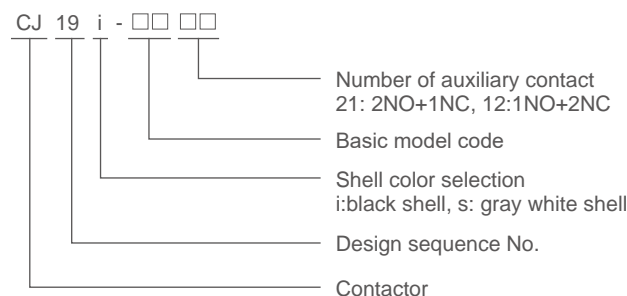 CJ 19 i - □□ □□
Number of auxiliary contact
21: 2NO+1NC, 12:1NO+2NC
Basic model code
Shell color selection
i:black shell, s: gray white shell
Design sequence No.
Contactor